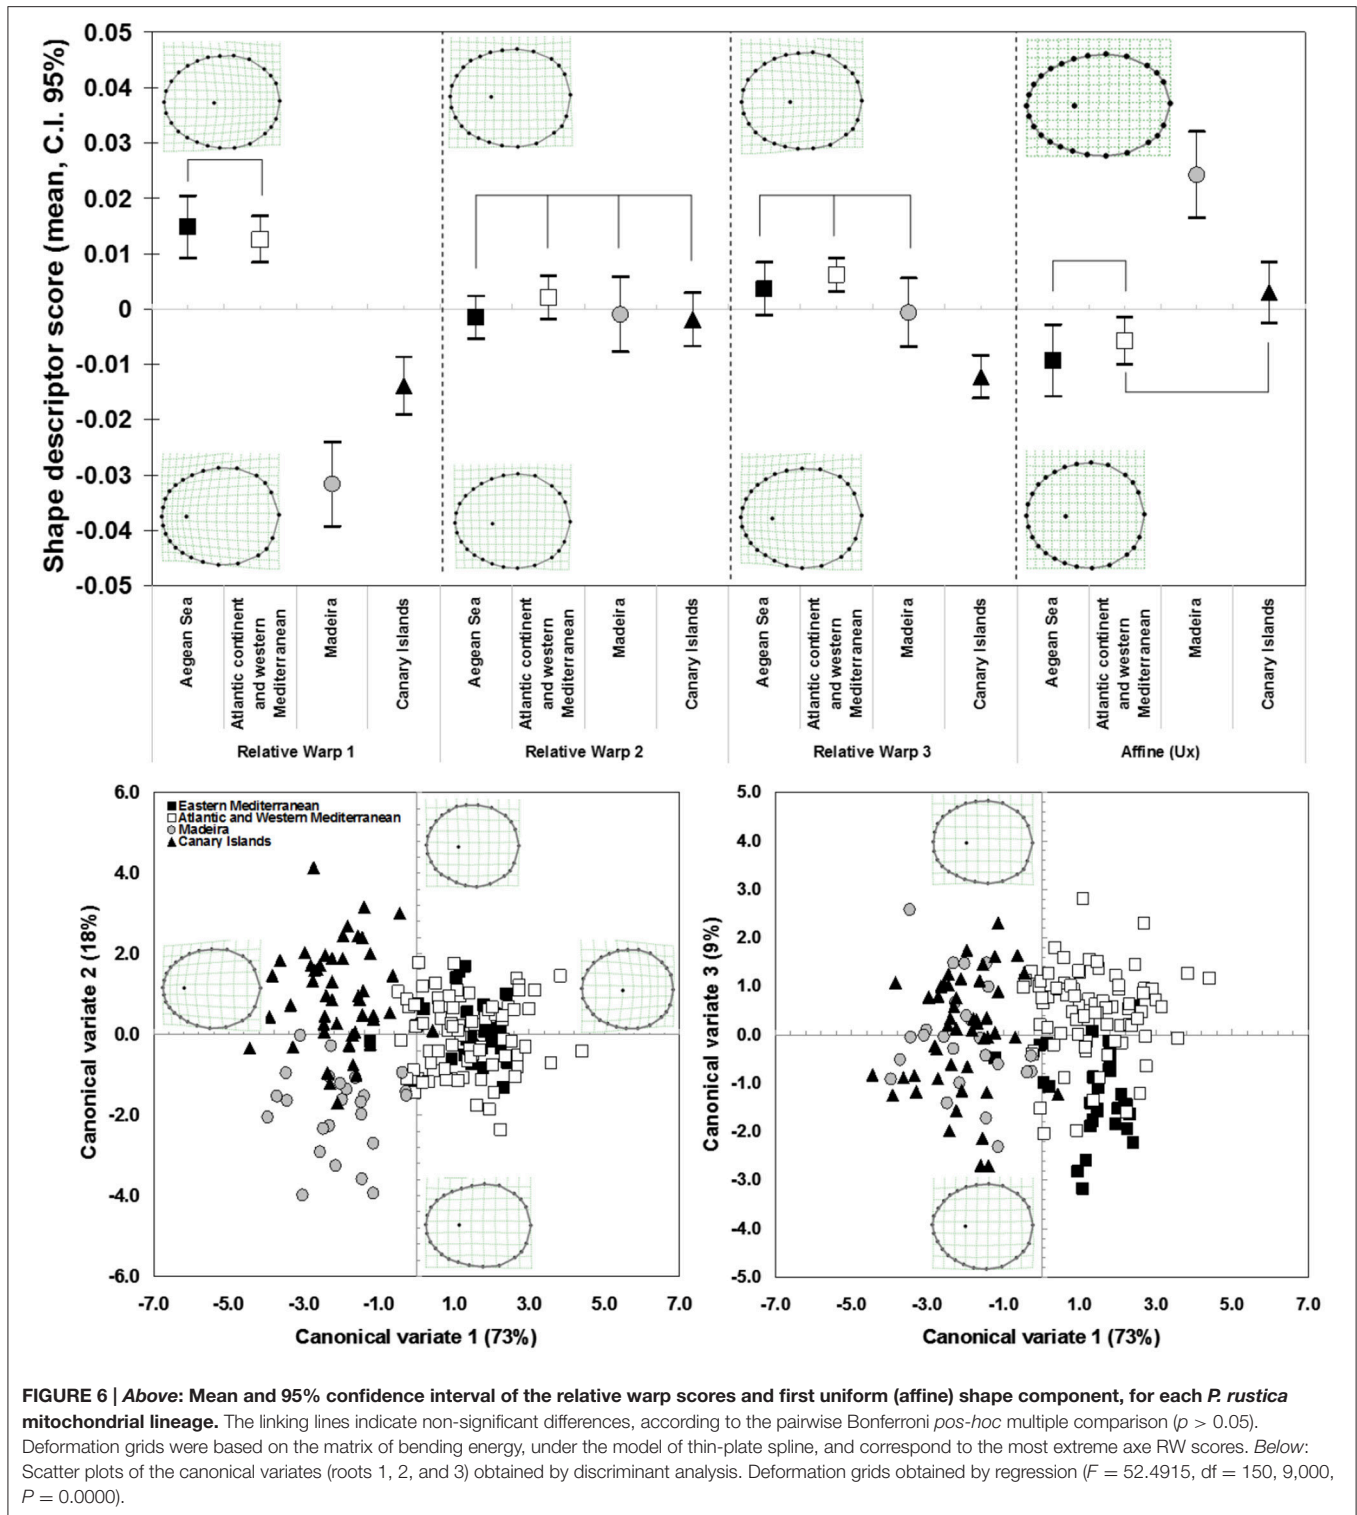 Shape descriptor score (mean, C.I. 95%)
0.05
0.04
0.03
0.02
0.01
0
-0.01
-0.02
-0.03
-0.04
-0.05
Aegean Sea
Atlantic continent
and western
Mediterranean
Madeira
Canary Islands
Aegean Sea
Atlantic continent
and western
Mediterranean
Madeira
Canary Islands
Aegean Sea
Atlantic continent
and western
Mediterranean
Madeira
Canary Islands
Aegean Sea
Atlantic continent
and western
Mediterranean
Madeira
Canary Islands
Relative Warp 1
Relative Warp 2
Relative Warp 3
Affine (Ux)
Canonical variate 2 (18%)
6.0
4.0
2.0
0.0
-2.0
-4.0
-6.0
Eastern Mediterranean
Atlantic and Western Mediterranean
Madeira
Canary Islands
-7.0 -5.0 -3.0 -1.0 1.0 3.0 5.0 7.0
Canonical variate 1 (73%)
Canonical variate 3 (9%)
5.0
4.0
3.0
2.0
1.0
0.0
-1.0
-2.0
-3.0
-4.0
-5.0
-7.0 -5.0 -3.0 -1.0 1.0 3.0 5.0 7.0
Canonical variate 1 (73%)
FIGURE 6 | Above: Mean and 95% confidence interval of the relative warp scores and first uniform (affine) shape component, for each P. rustica
mitochondrial lineage. The linking lines indicate non-significant differences, according to the pairwise Bonferroni pos-hoc multiple comparison (p > 0.05).
Deformation grids were based on the matrix of bending energy, under the model of thin-plate spline, and correspond to the most extreme axe RW scores. Below:
Scatter plots of the canonical variates (roots 1, 2, and 3) obtained by discriminant analysis. Deformation grids obtained by regression (F = 52.4915, df = 150, 9,000,
P = 0.0000).